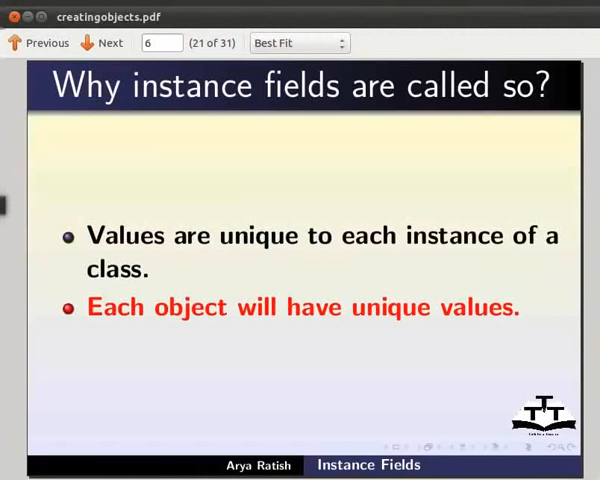 creatingobjects.pdf
Previous Next 6 (21 of 31) Best Fit
Why instance fields are called so?
Values are unique to each instance of a
class.
Each object will have unique values.
TTT
Arya Ratish Instance Fields